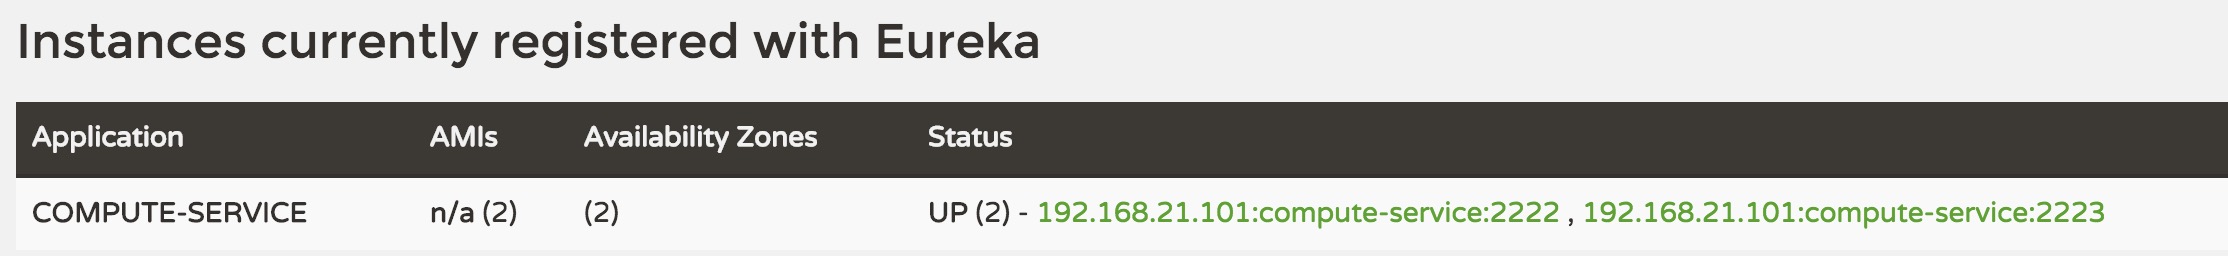 Instances currently registered with Eureka
Application AMIs Availability Zones Status
COMPUTE-SERVICE n/a (2) (2) UP (2) - 192.168.21.101:compute-service:2222 , 192.168.21.101:compute-service:2223